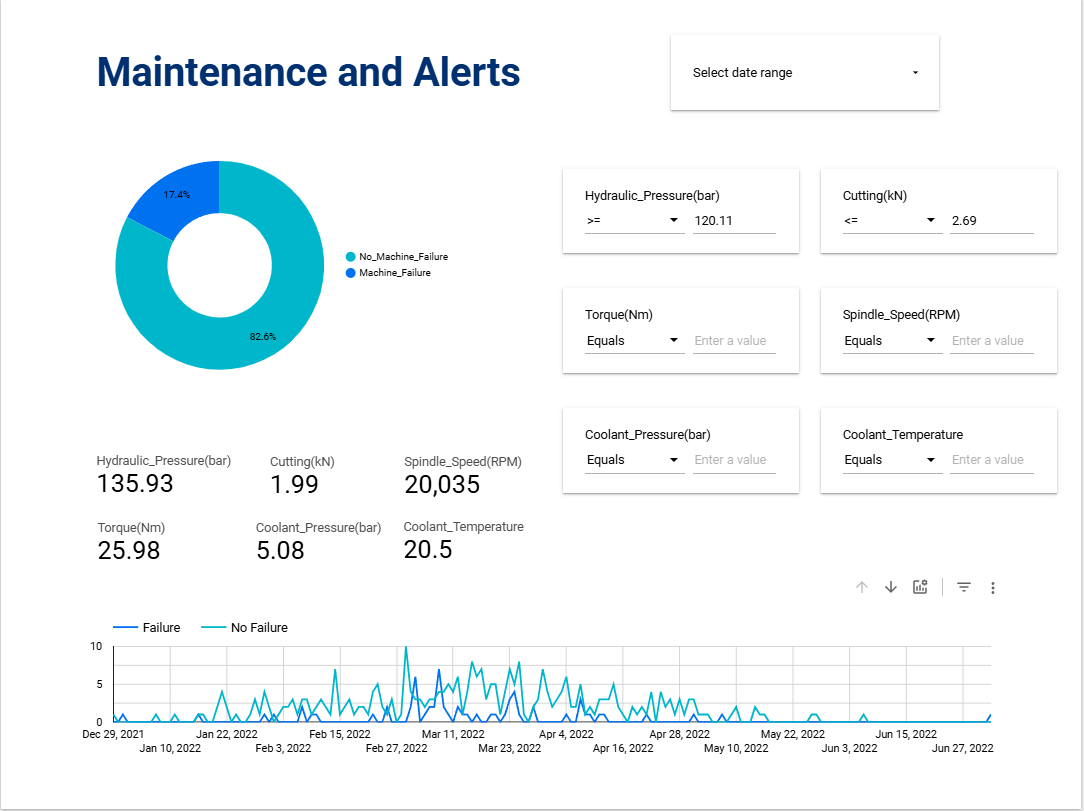 Maintenance and Alerts
Select date range
17.4%
82.6%
No_Machine_Failure
Machine_Failure
Hydraulic_Pressure(bar)
>= 120.11
Cutting(kN)
<= 2.69
Torque(Nm)
Equals Enter a value
Spindle_Speed(RPM)
Equals Enter a value
Coolant_Pressure(bar)
Equals Enter a value
Coolant_Temperature
Equals Enter a value
Hydraulic_Pressure(bar)
135.93
Cutting(kN)
1.99
Spindle_Speed(RPM)
20,035
Torque(Nm)
25.98
Coolant_Pressure(bar)
5.08
Coolant_Temperature
20.5
Failure No Failure
10
5
0
Dec 29, 2021 Jan 22, 2022 Feb 15, 2022 Mar 11, 2022 Apr 4, 2022 Apr 28, 2022 May 22, 2022 Jun 15, 2022
Jan 10, 2022 Feb 3, 2022 Feb 27, 2022 Mar 23, 2022 Apr 16, 2022 May 10, 2022 Jun 3, 2022 Jun 27, 2022